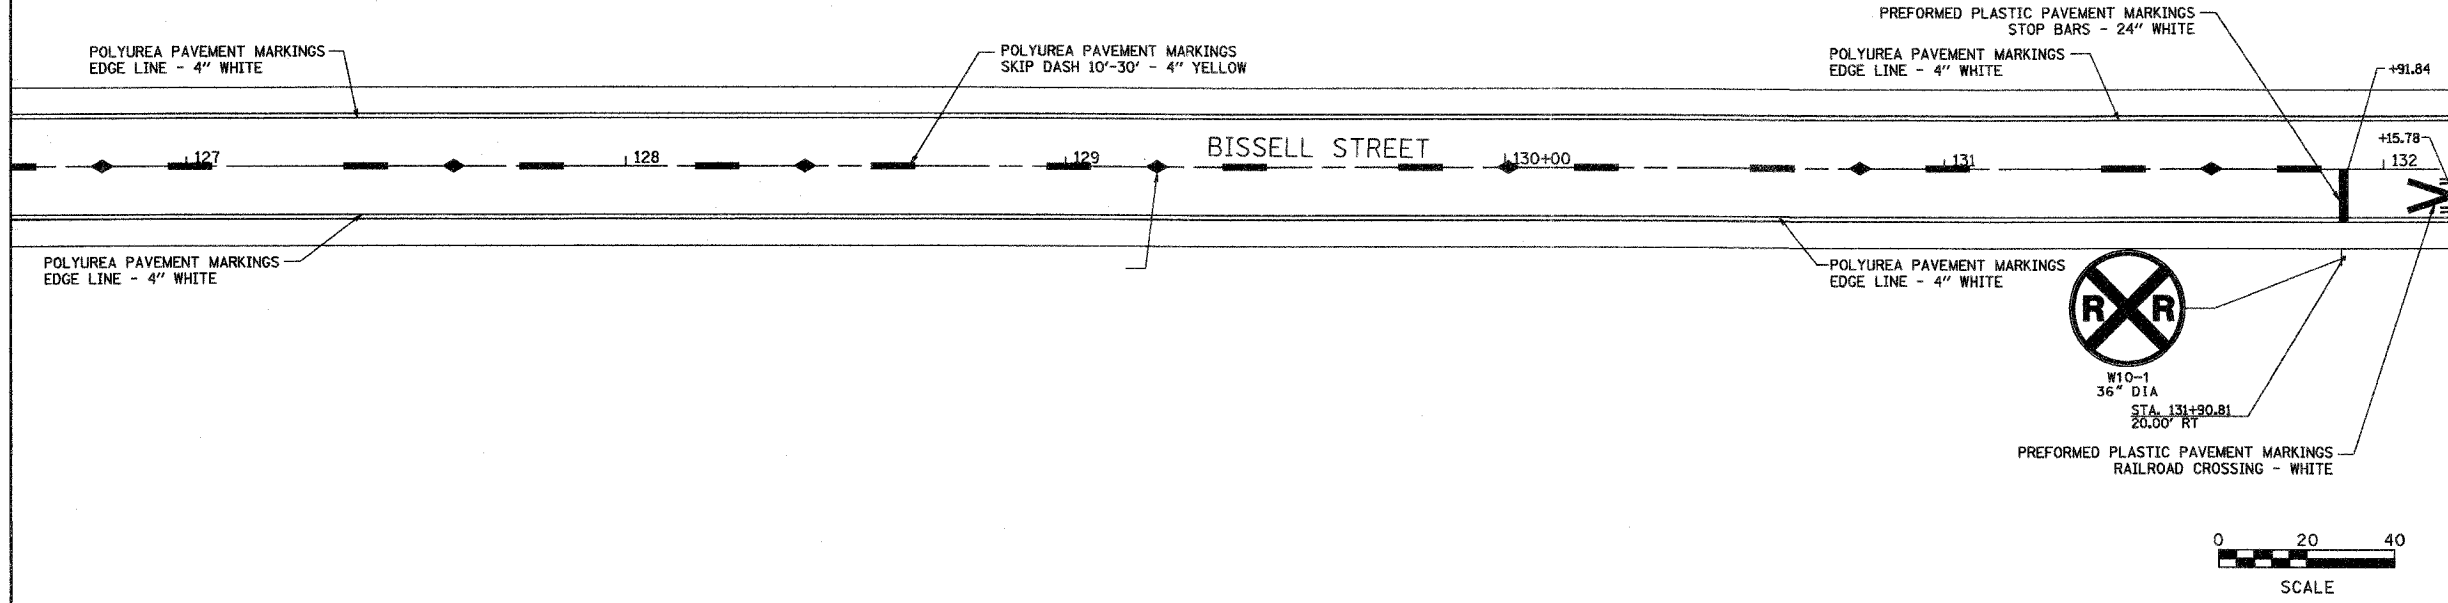 PREFORMED PLASTIC PAVEMENT MARKINGS
STOP BARS - 24" WHITE
POLYUREA PAVEMENT MARKINGS
EDGE LINE - 4" WHITE
POLYUREA PAVEMENT MARKINGS
SKIP DASH 10'-30' - 4" YELLOW
POLYUREA PAVEMENT MARKINGS
EDGE LINE - 4" WHITE
+91.84
+15.78
BISSELL STREET
127
128
129
130+00
131
132
POLYUREA PAVEMENT MARKINGS
EDGE LINE - 4" WHITE
POLYUREA PAVEMENT MARKINGS
EDGE LINE - 4" WHITE
R R
W10-1
36" DIA
STA. 131+90.81
20.00' RT
PREFORMED PLASTIC PAVEMENT MARKINGS
RAILROAD CROSSING - WHITE
0 20 40
SCALE